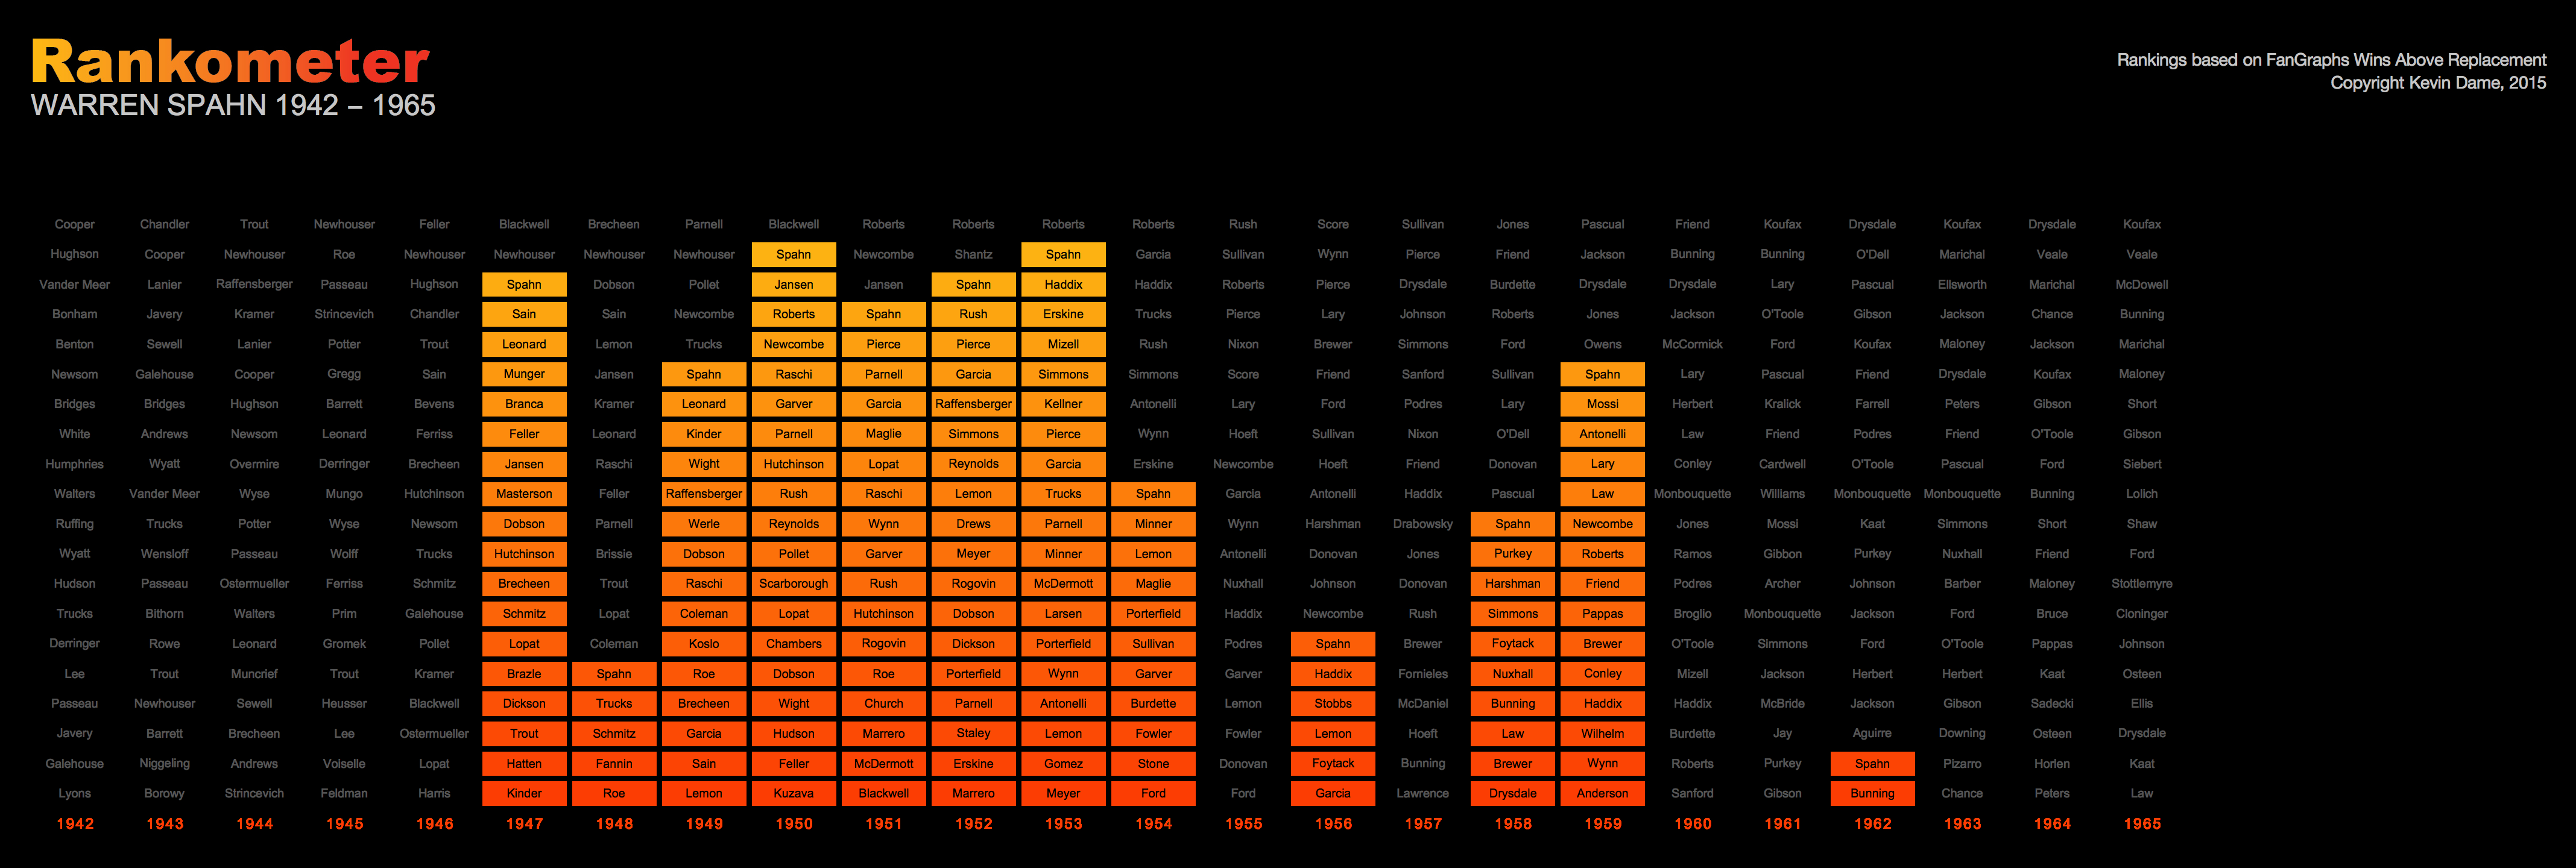 Rankometer
WARREN SPAHN 1942 – 1965
Rankings based on FanGraphs Wins Above Replacement
Copyright Kevin Dame, 2015
Cooper Chandler Trout Newhouser Feller Blackwell Brecheen Parnell Blackwell Roberts Roberts Roberts Roberts Rush Score Sullivan Jones Pascual Friend Koufax Drysdale Koufax Drysdale Koufax
Hughson Cooper Newhouser Roe Newhouser Newhouser Newhouser Newhouser Spahn Newcombe Shantz Spahn Garcia Sullivan Wynn Pierce Friend Jackson Bunning Bunning O'Dell Marichal Veale Veale
Vander Meer Lanier Raffensberger Passeau Hughson Spahn Dobson Pollet Jansen Jansen Spahn Haddix Haddix Roberts Pierce Drysdale Burdette Drysdale Drysdale Lary Pascual Ellsworth Marichal McDowell
Bonham Javery Kramer Strincevich Chandler Sain Sain Newcombe Roberts Spahn Rush Erskine Trucks Pierce Lary Johnson Roberts Jones Jackson O'Toole Gibson Jackson Chance Bunning
Benton Sewell Lanier Potter Trout Leonard Lemon Trucks Newcombe Pierce Pierce Mizell Rush Nixon Brewer Simmons Ford Owens McCormick Ford Koufax Maloney Jackson Marichal
Newsom Galehouse Cooper Gregg Sain Munger Jansen Spahn Raschi Parnell Garcia Simmons Simmons Score Friend Sanford Sullivan Spahn Lary Pascual Friend Drysdale Koufax Maloney
Bridges Bridges Hughson Barrett Bevens Branca Kramer Leonard Garver Garcia Raffensberger Kellner Antonelli Lary Ford Podres Lary Mossi Herbert Kralick Farrell Peters Gibson Short
White Andrews Newsom Leonard Ferriss Feller Leonard Kinder Parnell Maglie Simmons Pierce Wynn Hoeft Sullivan Nixon O'Dell Antonelli Law Friend Podres Friend O'Toole Gibson
Humphries Wyatt Overmire Derringer Brecheen Jansen Raschi Wight Hutchinson Lopat Reynolds Garcia Erskine Newcombe Hoeft Friend Donovan Lary Conley Cardwell O'Toole Pascual Ford Siebert
Walters Vander Meer Wyse Mungo Hutchinson Masterson Feller Raffensberger Rush Raschi Lemon Trucks Spahn Garcia Antonelli Haddix Pascual Law Monbouquette Williams Monbouquette Monbouquette Bunning Lolich
Ruffing Trucks Potter Wyse Newsom Dobson Parnell Werle Reynolds Wynn Drews Parnell Minner Wynn Harshman Drabowsky Spahn Newcombe Jones Mossi Kaat Simmons Short Shaw
Wyatt Wensloff Passeau Wolff Trucks Hutchinson Brissie Dobson Pollet Garver Meyer Minner Lemon Antonelli Donovan Jones Purkey Roberts Ramos Gibbon Purkey Nuxhall Friend Ford
Hudson Passeau Ostermueller Ferriss Schmitz Brecheen Trout Raschi Scarborough Rush Rogovin McDermott Maglie Nuxhall Johnson Donovan Harshman Friend Podres Archer Johnson Barber Maloney Stottlemyre
Trucks Bithorn Walters Prim Galehouse Schmitz Lopat Coleman Lopat Hutchinson Dobson Larsen Porterfield Haddix Newcombe Rush Simmons Pappas Broglio Monbouquette Jackson Ford Bruce Cloninger
Derringer Rowe Leonard Gromek Pollet Lopat Coleman Koslo Chambers Rogovin Dickson Porterfield Sullivan Podres Spahn Brewer Foytack Brewer O'Toole Simmons Ford O'Toole Pappas Johnson
Lee Trout Muncrief Trout Kramer Brazle Spahn Roe Dobson Roe Porterfield Wynn Garver Garver Haddix Fornieles Nuxhall Conley Mizell Jackson Herbert Herbert Kaat Osteen
Passeau Newhouser Sewell Heusser Blackwell Dickson Trucks Brecheen Wight Church Parnell Antonelli Burdette Lemon Stobbs McDaniel Bunning Haddix Haddix McBride Jackson Gibson Sadecki Ellis
Javery Barrett Brecheen Lee Ostermueller Trout Schmitz Garcia Hudson Marrero Staley Lemon Fowler Fowler Lemon Hoeft Law Wilhelm Burdette Jay Aguirre Downing Osteen Drysdale
Galehouse Niggeling Andrews Voiselle Lopat Hatten Fannin Sain Feller McDermott Erskine Gomez Stone Donovan Foytack Bunning Brewer Wynn Roberts Purkey Spahn Pizarro Horlen Kaat
Lyons Borowy Strincevich Feldman Harris Kinder Roe Lemon Kuzava Blackwell Marrero Meyer Ford Ford Garcia Lawrence Drysdale Anderson Sanford Gibson Bunning Chance Peters Law
1942 1943 1944 1945 1946 1947 1948 1949 1950 1951 1952 1953 1954 1955 1956 1957 1958 1959 1960 1961 1962 1963 1964 1965